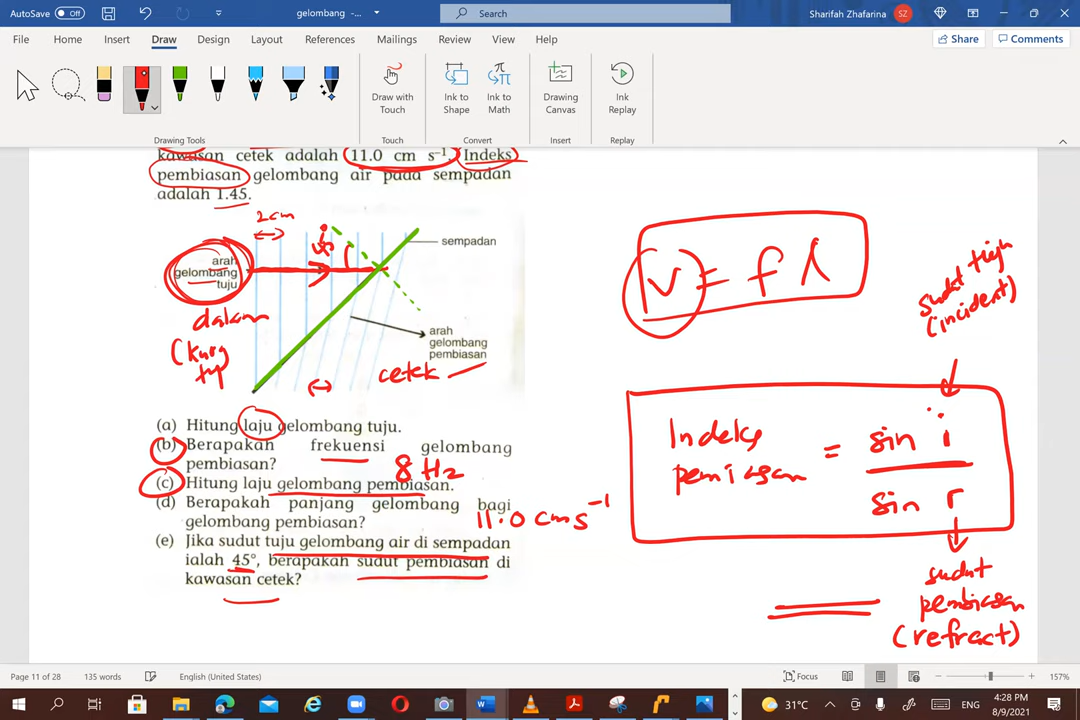 AutoSave Off
gelombang -...
Search
Sharifah Zhafarina SZ
File Home Insert Draw Design Layout References Mailings Review View Help
Share Comments
Draw with Touch
Ink to Shape
Ink to Math
Drawing Canvas
Ink Replay
Drawing Tools Touch Convert Insert Replay
kawasan cetek adalah 11.0 cm s⁻¹. Indeks
pembiasan gelombang air pada sempadan
adalah 1.45.
2cm
i
sempadan
arah
gelombang
tuju
dalam
arah
gelombang
pembiasan
cetek
(a) Hitung laju gelombang tuju.
(b) Berapakah frekuensi gelombang
pembiasan?
8 Hz
(c) Hitung laju gelombang pembiasan.
(d) Berapakah panjang gelombang bagi
gelombang pembiasan?
11.0 cms⁻¹
(e) Jika sudut tuju gelombang air di sempadan
ialah 45°, berapakah sudut pembiasan di
kawasan cetek?
V = f λ
sudut tuju
(incident)
Indeks
pembiasan = sin i
sin r
sudut
pembiasan
(refract)
Page 11 of 28 135 words English (United States)
Focus
157%
31°C
ENG
4:28 PM
8/9/2021